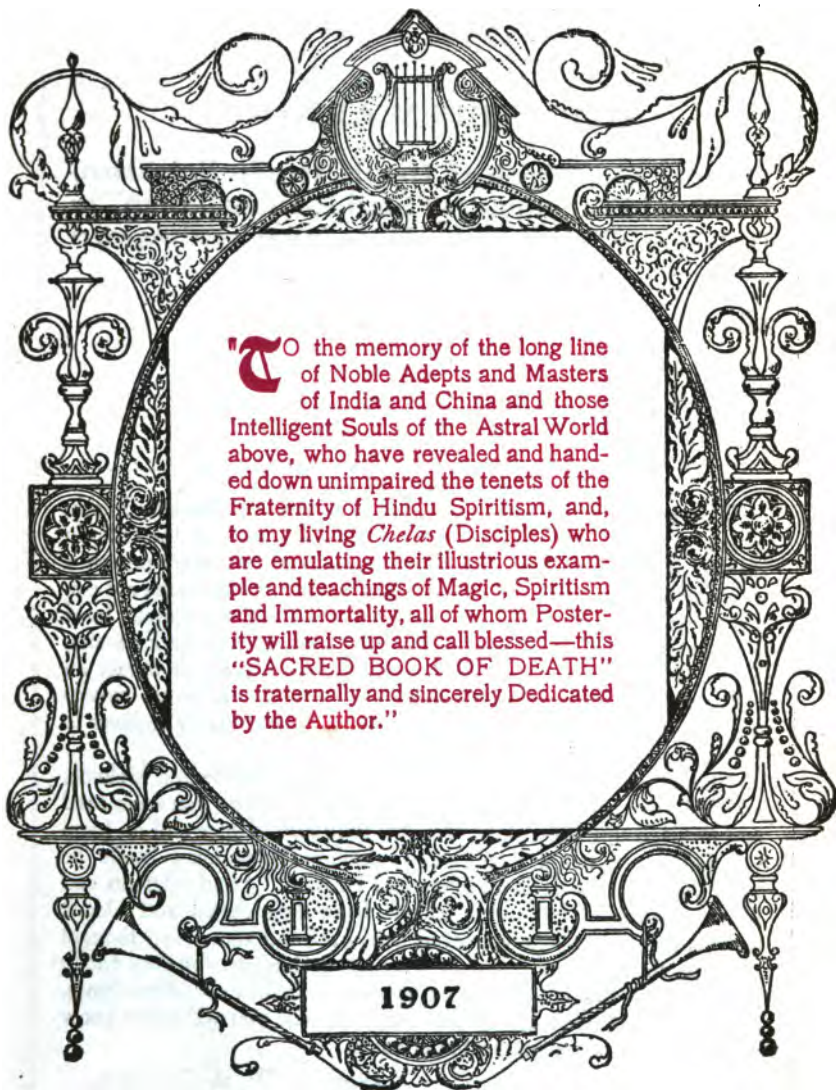 "TO the memory of the long line
of Noble Adepts and Masters
of India and China and those
Intelligent Souls of the Astral World
above, who have revealed and hand-
ed down unimpaired the tenets of the
Fraternity of Hindu Spiritism, and,
to my living Chelas (Disciples) who
are emulating their illustrious exam-
ple and teachings of Magic, Spiritism
and Immortality, all of whom Poster-
ity will raise up and call blessed—this
"SACRED BOOK OF DEATH"
is fraternally and sincerely Dedicated
by the Author."
1907